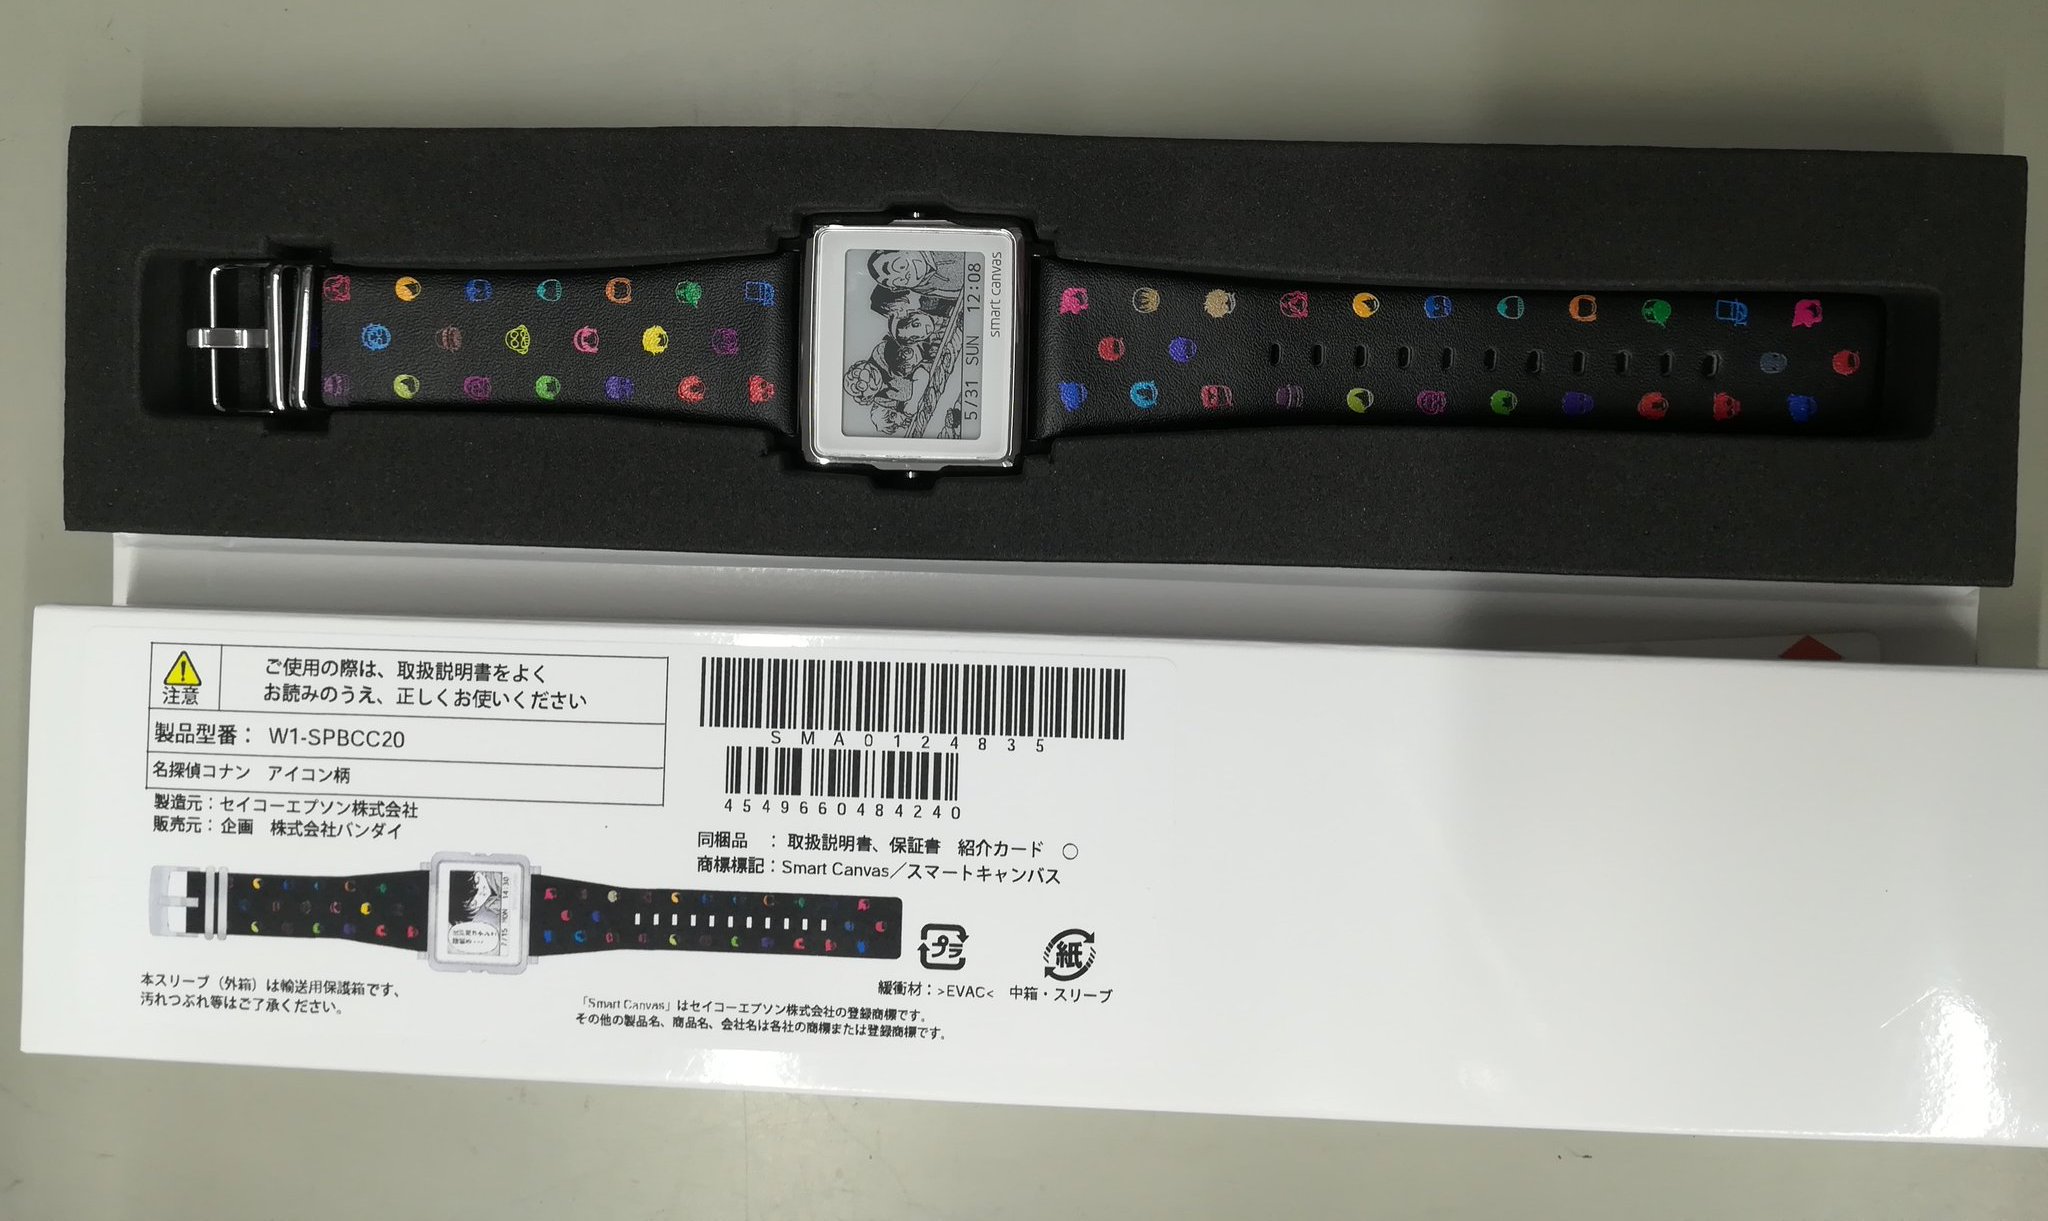 5/31 SUN 12:08
smart canvas
注意
ご使用の際は、取扱説明書をよく
お読みのうえ、正しくお使いください
製品型番： W1-SPBCC20
名探偵コナン　アイコン柄
製造元：セイコーエプソン株式会社
販売元：企画　株式会社バンダイ
SMA0124835
4549660484240
同梱品　：取扱説明書、保証書　紹介カード　○
商標標記：Smart Canvas／スマートキャンバス
7/15 MON 14:30
プラ
紙
緩衝材：>EVAC<　中箱・スリーブ
本スリーブ（外箱）は輸送用保護箱です、
汚れつぶれ等はご了承ください。
「Smart Canvas」はセイコーエプソン株式会社の登録商標です。
その他の製品名、商品名、会社名は各社の商標または登録商標です。